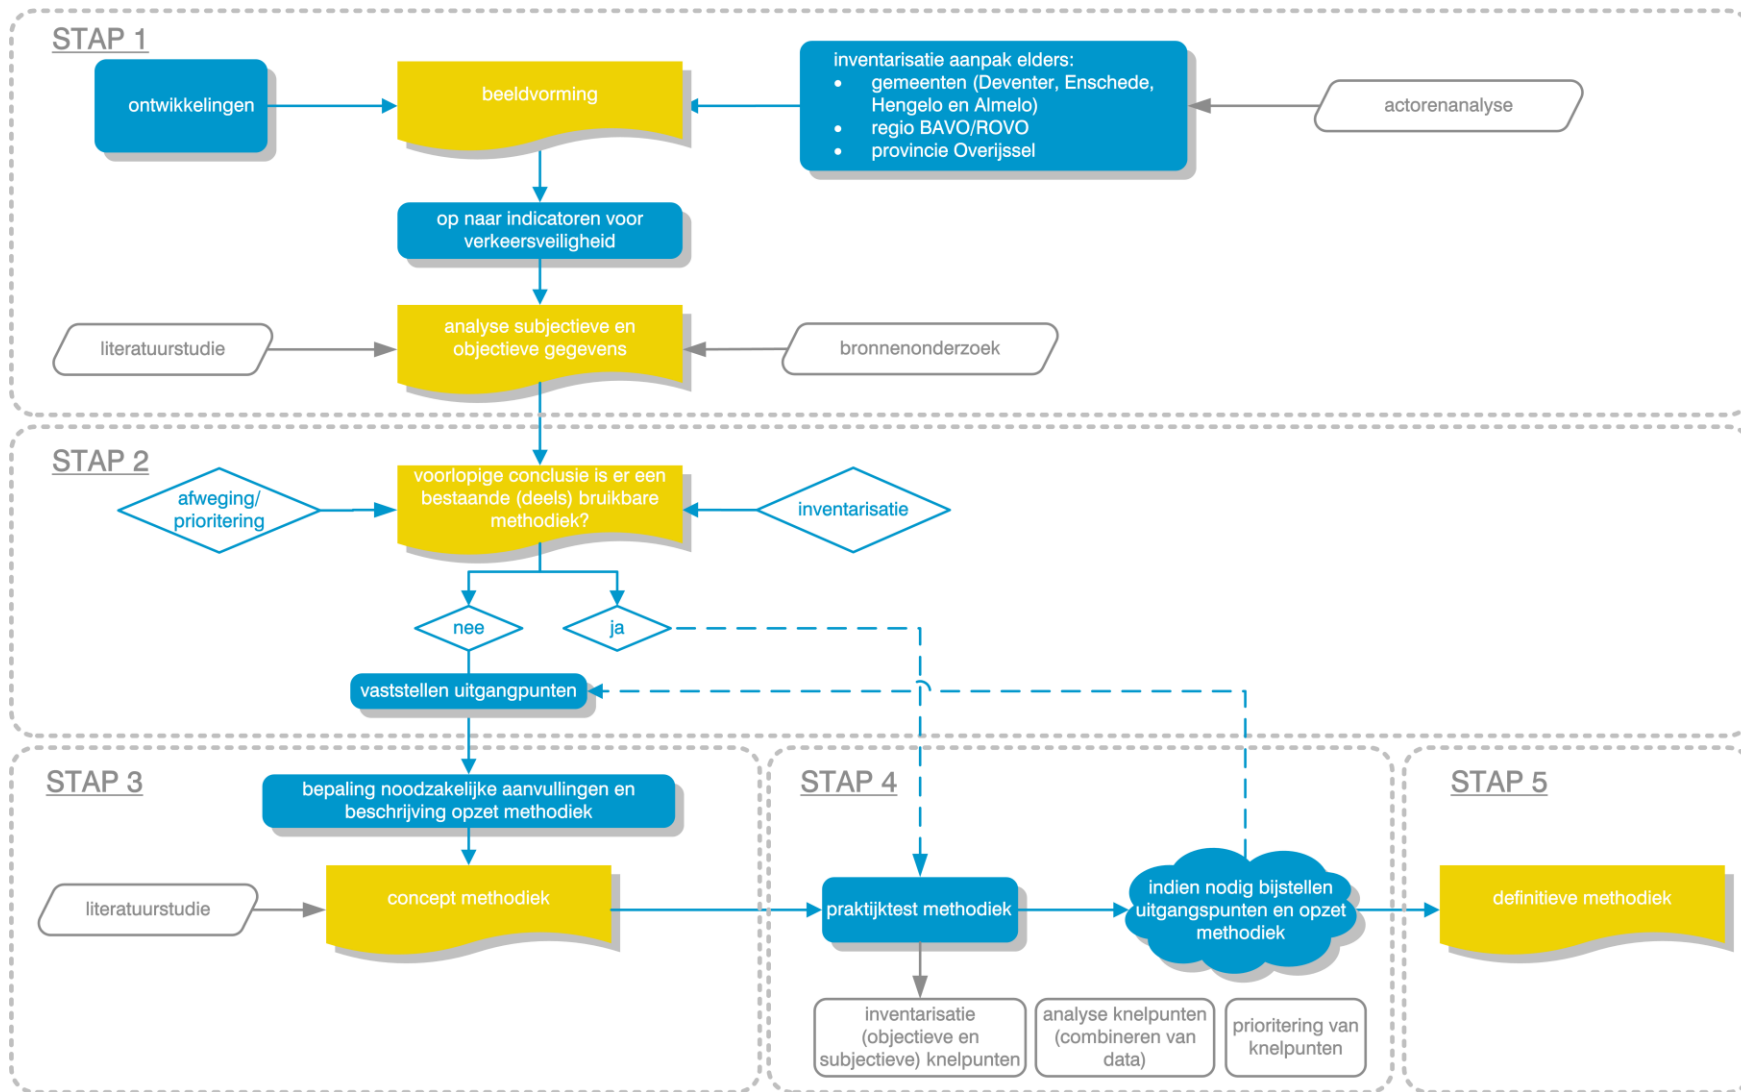 STAP 1
ontwikkelingen
beeldvorming
inventarisatie aanpak elders:
• gemeenten (Deventer, Enschede,
Hengelo en Almelo)
• regio BAVO/ROVO
• provincie Overijssel
actorenanalyse
op naar indicatoren voor
verkeersveiligheid
literatuurstudie
analyse subjectieve en
objectieve gegevens
bronnenonderzoek
STAP 2
afweging/
prioritering
voorlopige conclusie is er een
bestaande (deels) bruikbare
methodiek?
inventarisatie
nee
ja
vaststellen uitgangpunten
STAP 3
bepaling noodzakelijke aanvullingen en
beschrijving opzet methodiek
literatuurstudie
concept methodiek
STAP 4
praktijktest methodiek
indien nodig bijstellen
uitgangspunten en opzet
methodiek
inventarisatie
(objectieve en
subjectieve) knelpunten
analyse knelpunten
(combineren van
data)
prioritering van
knelpunten
STAP 5
definitieve methodiek